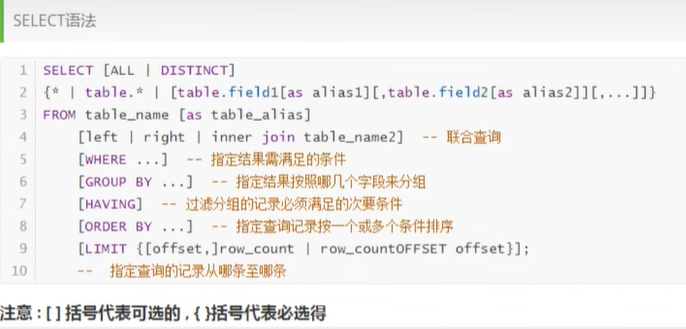 SELECT语法
1 SELECT [ALL | DISTINCT]
2 {* | table.* | [table.field1[as alias1][,table.field2[as alias2]][,...]]}
3 FROM table_name [as table_alias]
4 [left | right | inner join table_name2] -- 联合查询
5 [WHERE ...] -- 指定结果需满足的条件
6 [GROUP BY ...] -- 指定结果按照哪几个字段来分组
7 [HAVING] -- 过滤分组的记录必须满足的次要条件
8 [ORDER BY ...] -- 指定查询记录按一个或多个条件排序
9 [LIMIT {[offset,]row_count | row_countOFFSET offset}];
10 -- 指定查询的记录从哪条至哪条
注意 : [ ] 括号代表可选的 , { }括号代表必选得